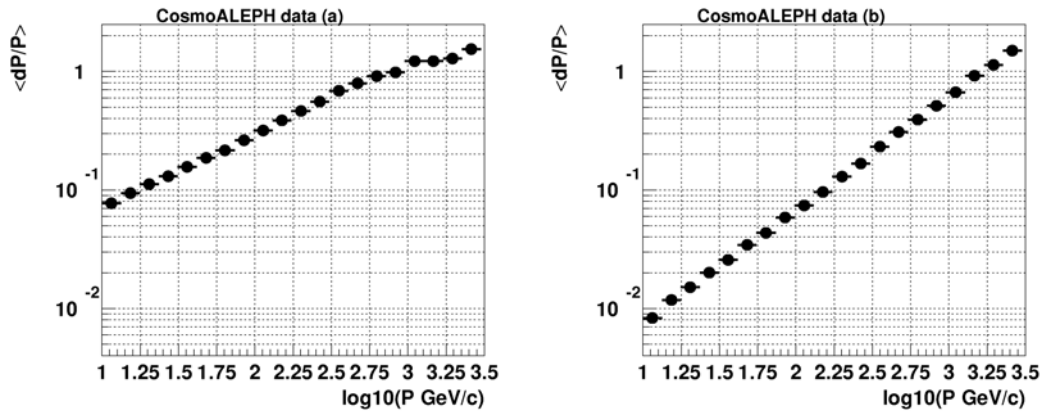 CosmoALEPH data (a)
<dP/P>
1
10 -1
10 -2
1 1.25 1.5 1.75 2 2.25 2.5 2.75 3 3.25 3.5
log10(P GeV/c)
CosmoALEPH data (b)
<dP/P>
1
10 -1
10 -2
1 1.25 1.5 1.75 2 2.25 2.5 2.75 3 3.25 3.5
log10(P GeV/c)